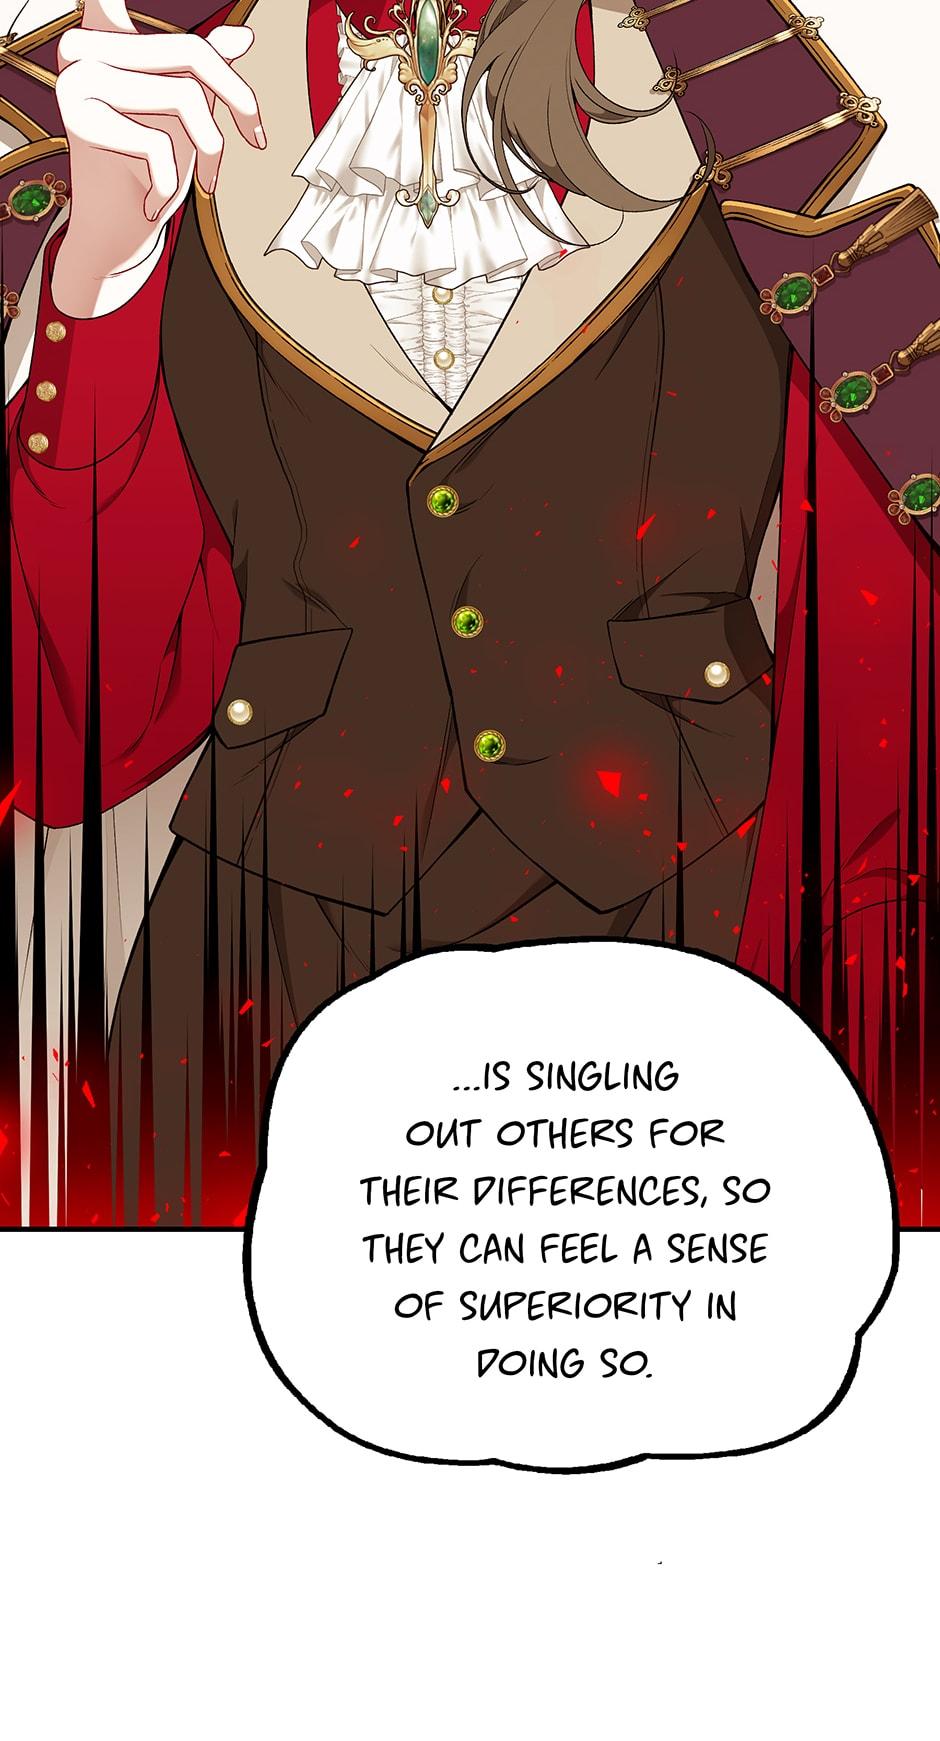 ...IS SINGLING
OUT OTHERS FOR
THEIR DIFFERENCES, SO
THEY CAN FEEL A SENSE
OF SUPERIORITY IN
DOING SO.